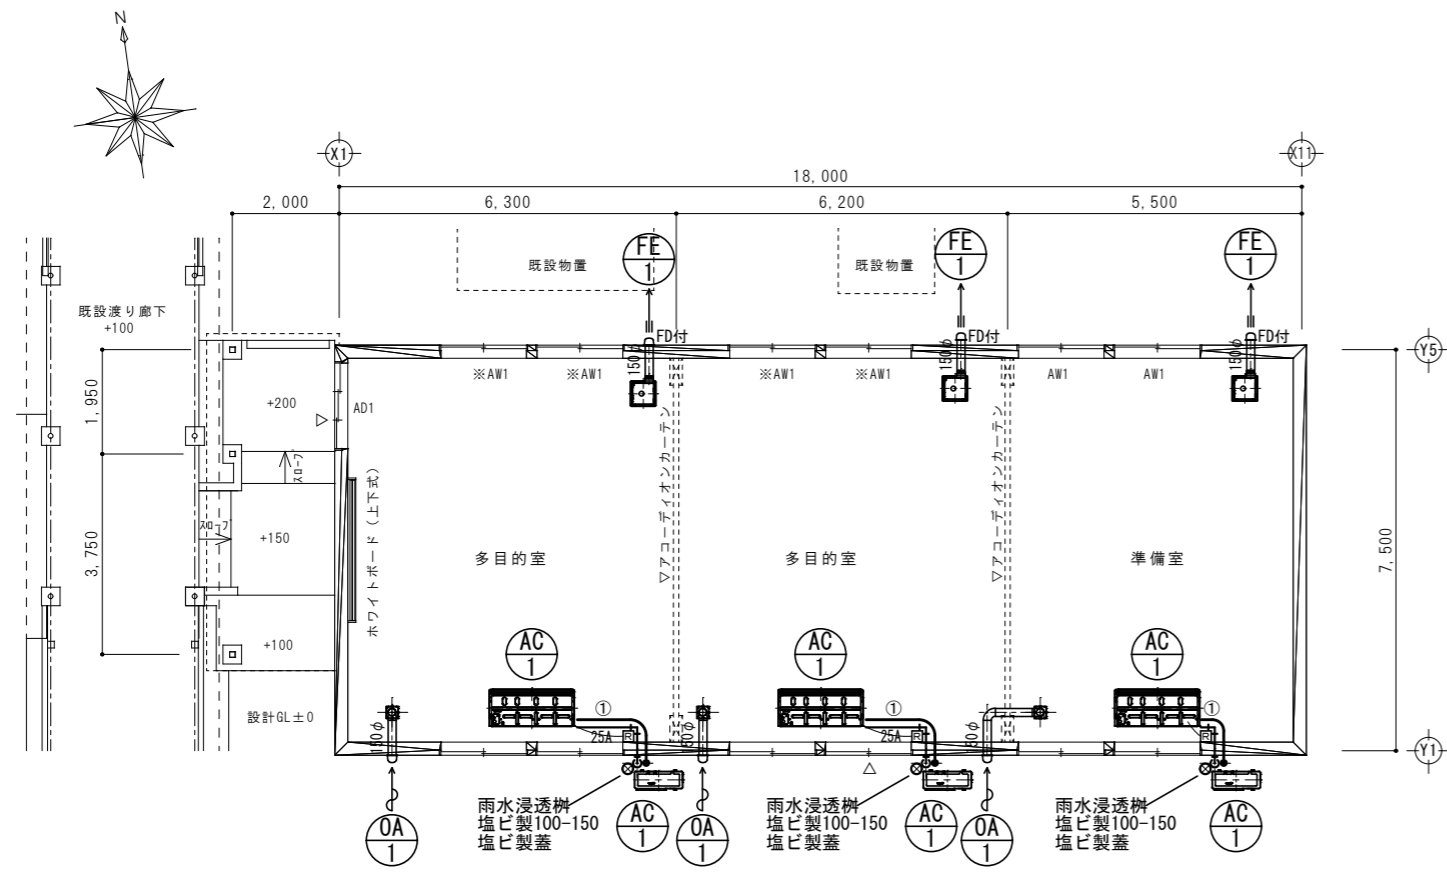 N
X1
X11
18,000
2,000
6,300
6,200
5,500
FE
1
FE
1
FE
1
既設物置
既設物置
既設渡り廊下
+100
FD付
FD付
FD付
150φ
150φ
Y5
※AW1
※AW1
※AW1
※AW1
AW1
AW1
1,950
+200
AD1
▽アコーディオンカーテン
▽アコーディオンカーテン
スロープ
ホワイトボード（上下式）
スロープ
3,750
+150
多目的室
多目的室
準備室
7,500
+100
AC
1
AC
1
AC
1
設計GL±0
①
①
①
25A
R
25A
R
R
Y1
雨水浸透桝
塩ビ製100-150
塩ビ製蓋
雨水浸透桝
塩ビ製100-150
塩ビ製蓋
雨水浸透桝
塩ビ製100-150
塩ビ製蓋
OA
1
AC
1
OA
1
AC
1
OA
1
AC
1